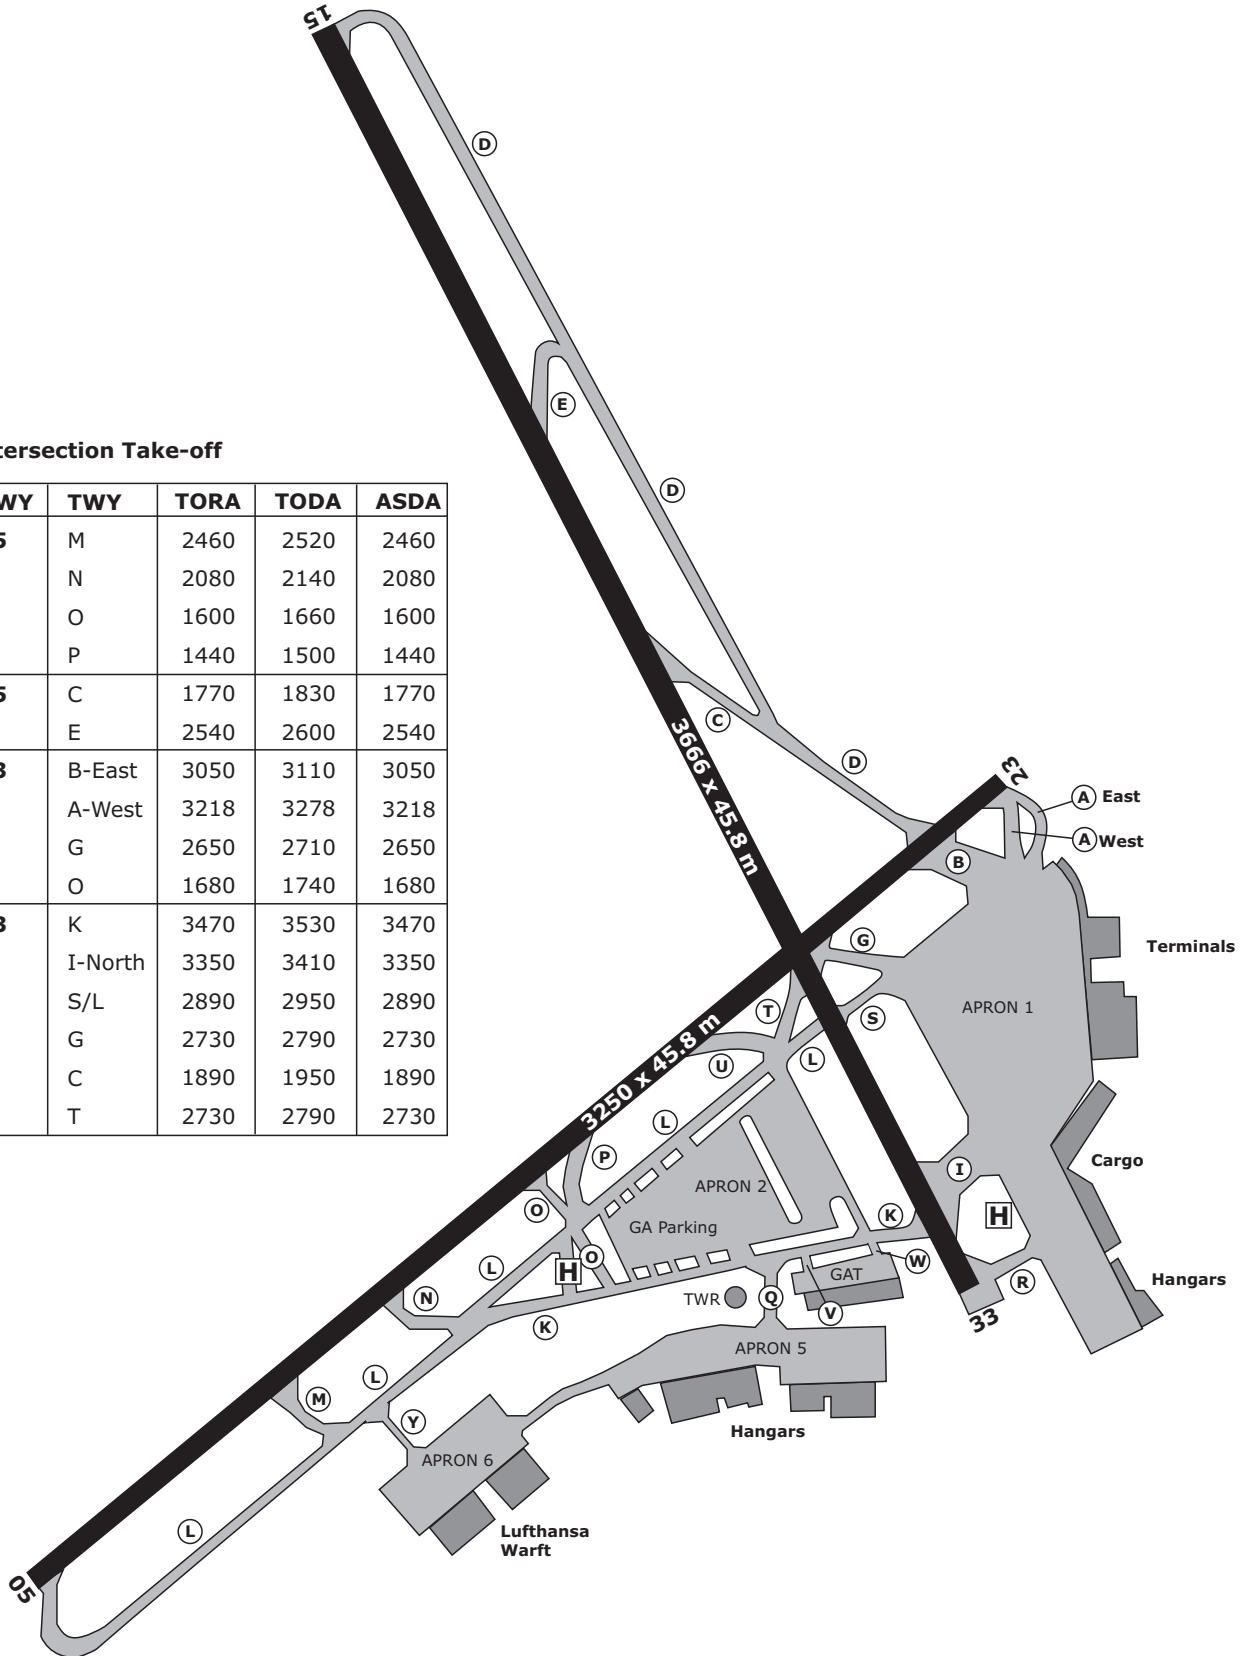 15
D
E
D
tersection Take-off
WY TWY TORA TODA ASDA
5 M 2460 2520 2460
N 2080 2140 2080
O 1600 1660 1600
P 1440 1500 1440
5 C 1770 1830 1770
E 2540 2600 2540
3 B-East 3050 3110 3050
A-West 3218 3278 3218
G 2650 2710 2650
O 1680 1740 1680
3 K 3470 3530 3470
I-North 3350 3410 3350
S/L 2890 2950 2890
G 2730 2790 2730
C 1890 1950 1890
T 2730 2790 2730
C
3666 x 45.8 m
D
23
A East
A West
B
G
Terminals
APRON 1
T
S
U
L
3250 x 45.8 m
L
P
I
Cargo
APRON 2
O
K
H
GA Parking
L
H
O
W
GAT
R
Hangars
N
TWR
Q
V
33
K
APRON 5
L
M
Y
Hangars
APRON 6
L
Lufthansa
Warft
05